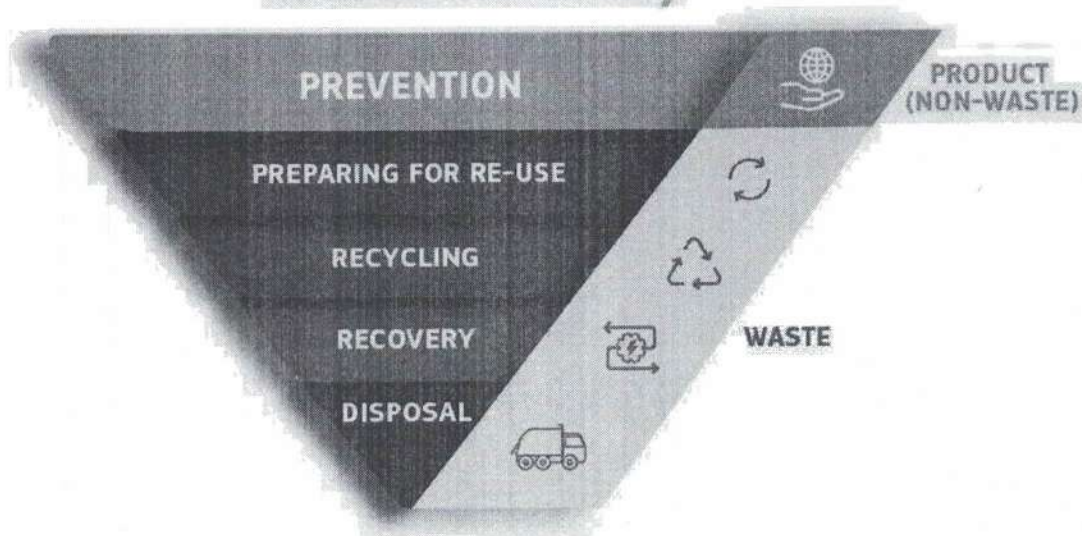 PREVENTION
PRODUCT
(NON-WASTE)
PREPARING FOR RE-USE
RECYCLING
RECOVERY
WASTE
DISPOSAL